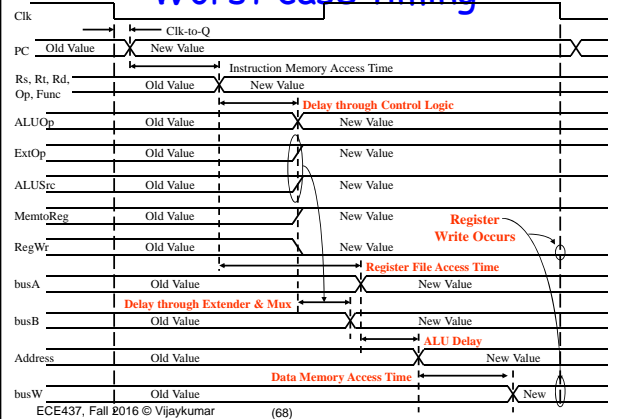 Worst Case Timing
Clk
Clk-to-Q
PC Old Value New Value
Instruction Memory Access Time
Rs, Rt, Rd,
Op, Func
Old Value New Value
Delay through Control Logic
ALUOp Old Value New Value
ExtOp Old Value New Value
ALUSrc Old Value New Value
MemtoReg Old Value New Value
Register
Write Occurs
RegWr Old Value New Value
Register File Access Time
busA Old Value New Value
Delay through Extender & Mux
busB Old Value New Value
ALU Delay
Address Old Value New Value
Data Memory Access Time
busW Old Value New
ECE437, Fall 2016 © Vijaykumar (68)